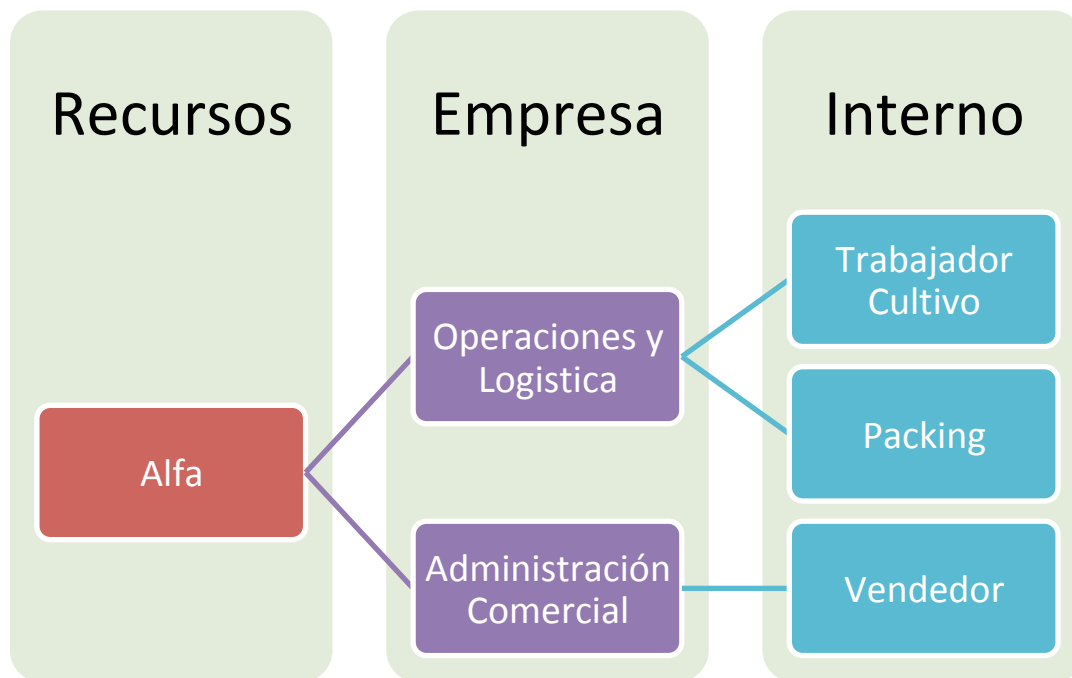 Recursos
Empresa
Interno
Alfa
Operaciones y
Logistica
Administración
Comercial
Trabajador
Cultivo
Packing
Vendedor